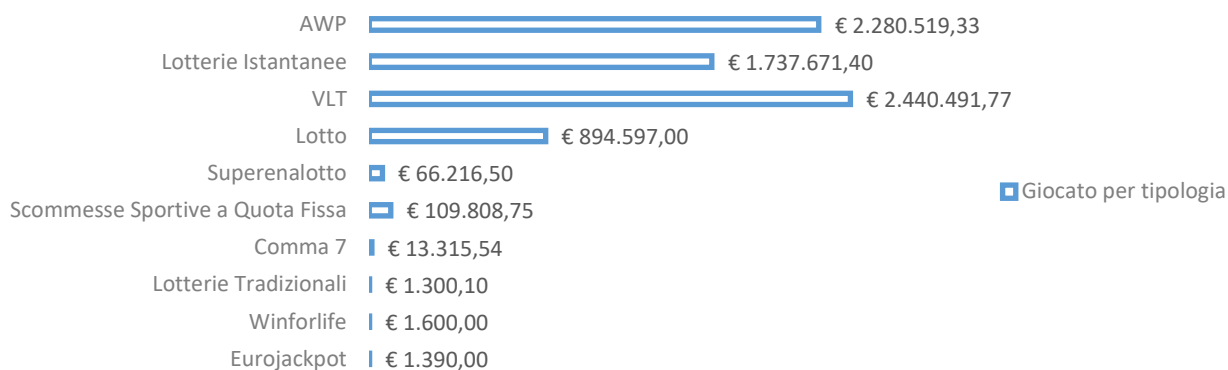 AWP € 2.280.519,33
Lotterie Istantanee € 1.737.671,40
VLT € 2.440.491,77
Lotto € 894.597,00
Superenalotto € 66.216,50
Scommesse Sportive a Quota Fissa € 109.808,75
Comma 7 € 13.315,54
Lotterie Tradizionali € 1.300,10
Winforlife € 1.600,00
Eurojackpot € 1.390,00
Giocato per tipologia